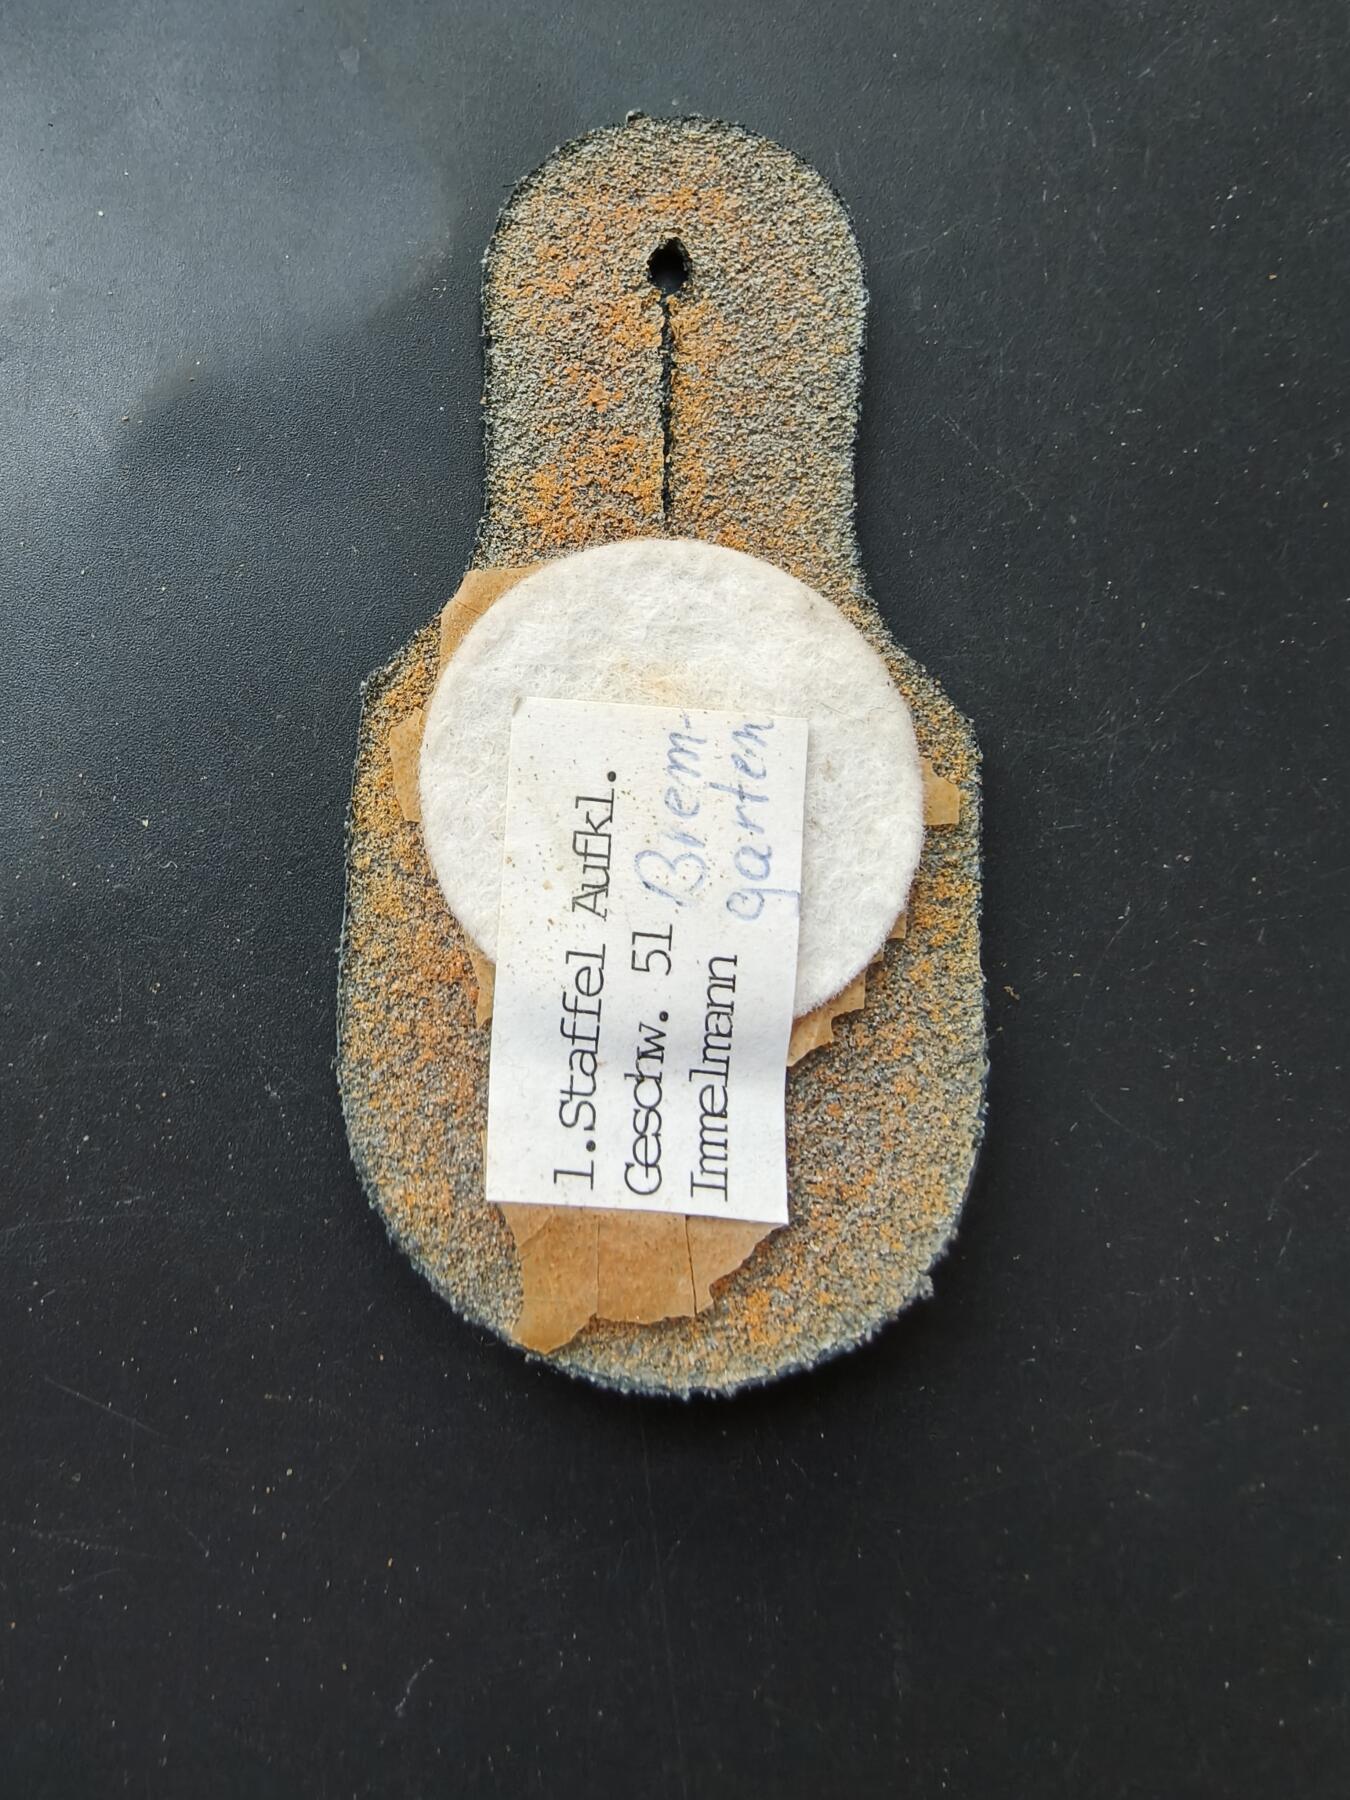 1.Staffel Aufkl.
Geschw. 51 Brem-
Immelmann garten